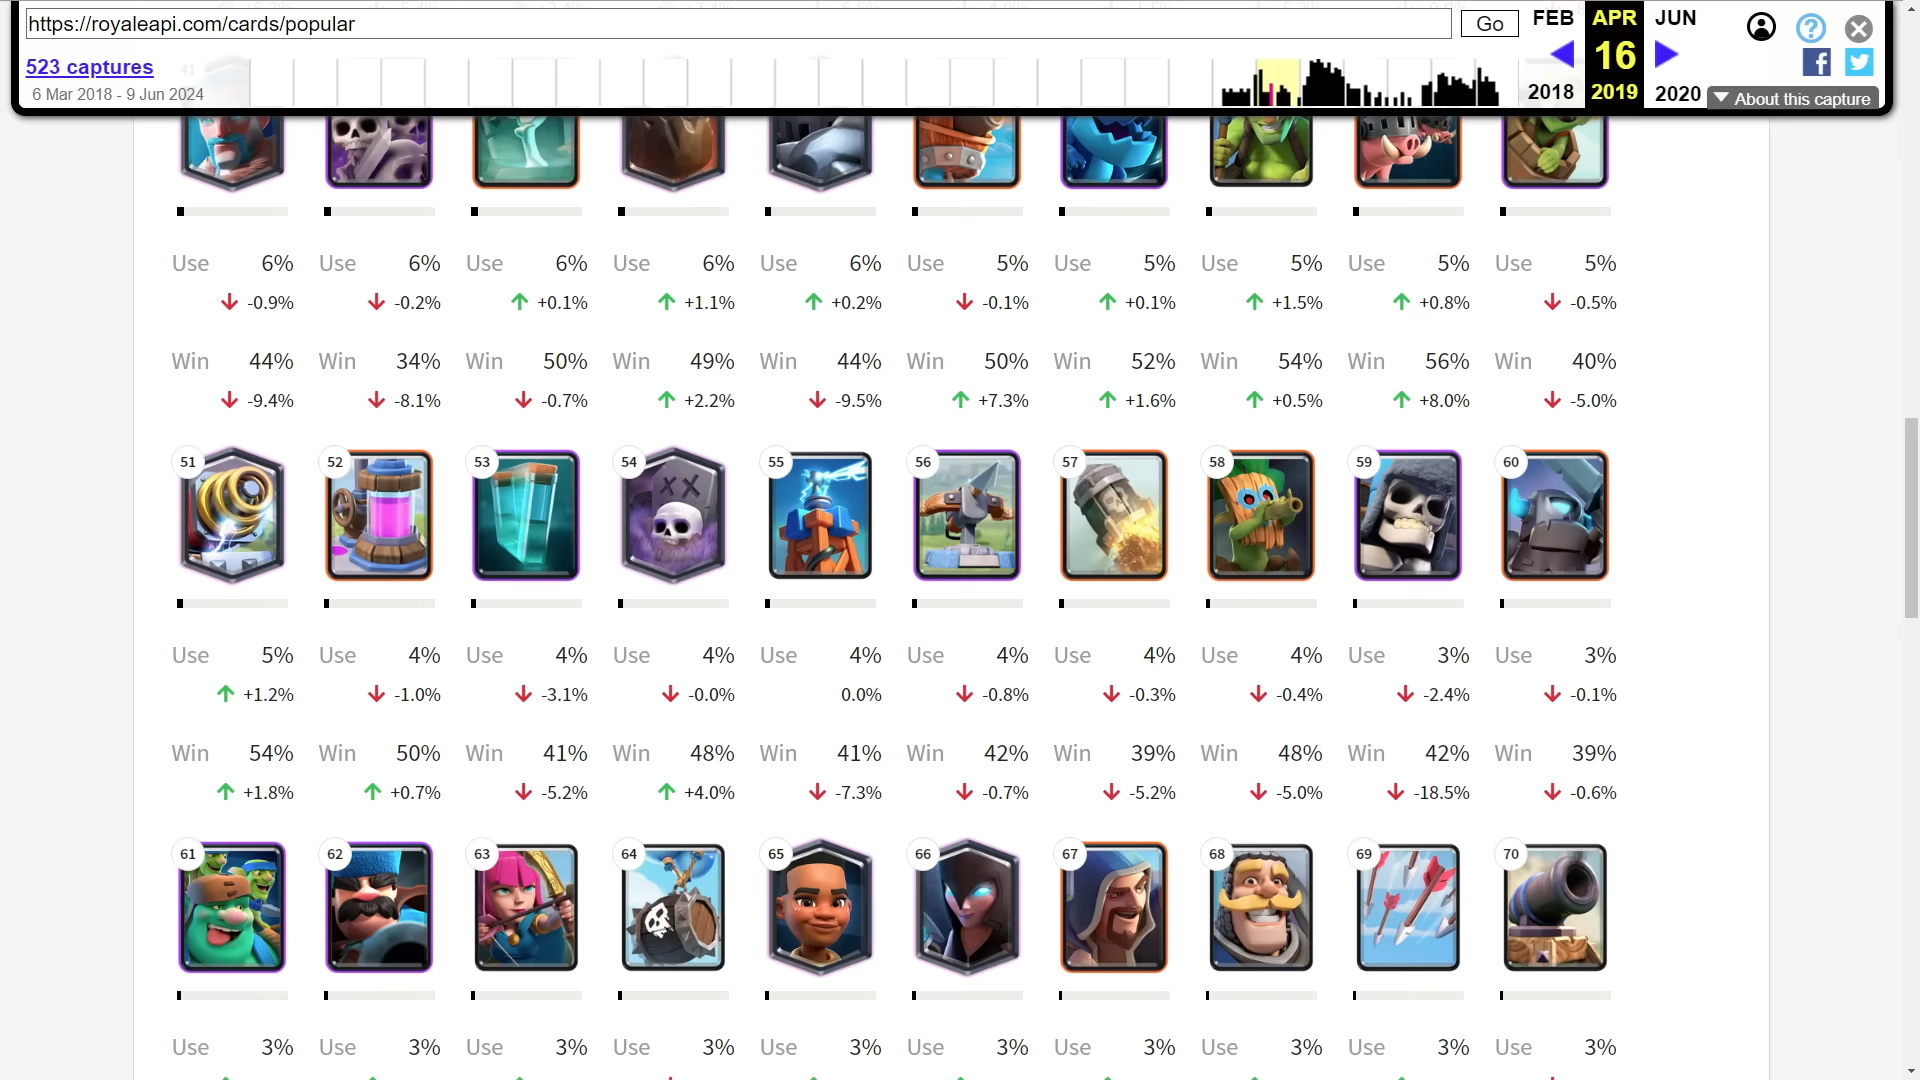 https://royaleapi.com/cards/popular
Go
FEB APR JUN
16
2018 2019 2020
523 captures
6 Mar 2018 - 9 Jun 2024
About this capture
41
Use 6% Use 6% Use 6% Use 6% Use 6% Use 5% Use 5% Use 5% Use 5% Use 5%
-0.9% -0.2% +0.1% +1.1% +0.2% -0.1% +0.1% +1.5% +0.8% -0.5%
Win 44% Win 34% Win 50% Win 49% Win 44% Win 50% Win 52% Win 54% Win 56% Win 40%
-9.4% -8.1% -0.7% +2.2% -9.5% +7.3% +1.6% +0.5% +8.0% -5.0%
51 52 53 54 55 56 57 58 59 60
Use 5% Use 4% Use 4% Use 4% Use 4% Use 4% Use 4% Use 4% Use 3% Use 3%
+1.2% -1.0% -3.1% -0.0% 0.0% -0.8% -0.3% -0.4% -2.4% -0.1%
Win 54% Win 50% Win 41% Win 48% Win 41% Win 42% Win 39% Win 48% Win 42% Win 39%
+1.8% +0.7% -5.2% +4.0% -7.3% -0.7% -5.2% -5.0% -18.5% -0.6%
61 62 63 64 65 66 67 68 69 70
Use 3% Use 3% Use 3% Use 3% Use 3% Use 3% Use 3% Use 3% Use 3% Use 3%